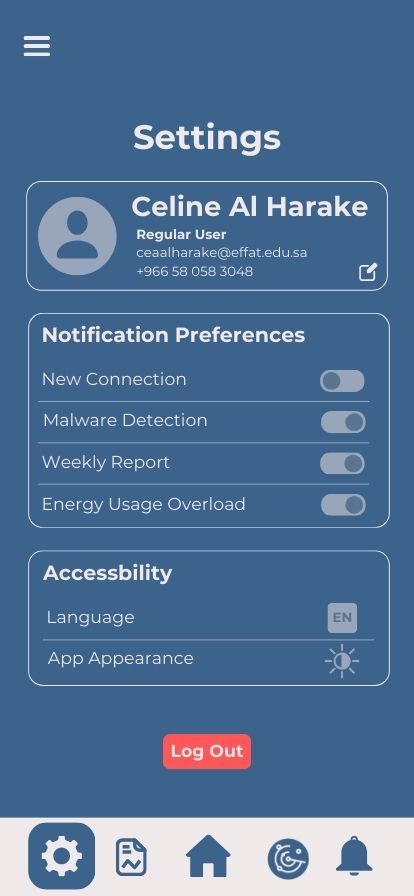 Settings
Celine Al Harake
Regular User
ceaalharake@effat.edu.sa
+966 58 058 3048
Notification Preferences
New Connection
Malware Detection
Weekly Report
Energy Usage Overload
Accessbility
Language
EN
App Appearance
Log Out